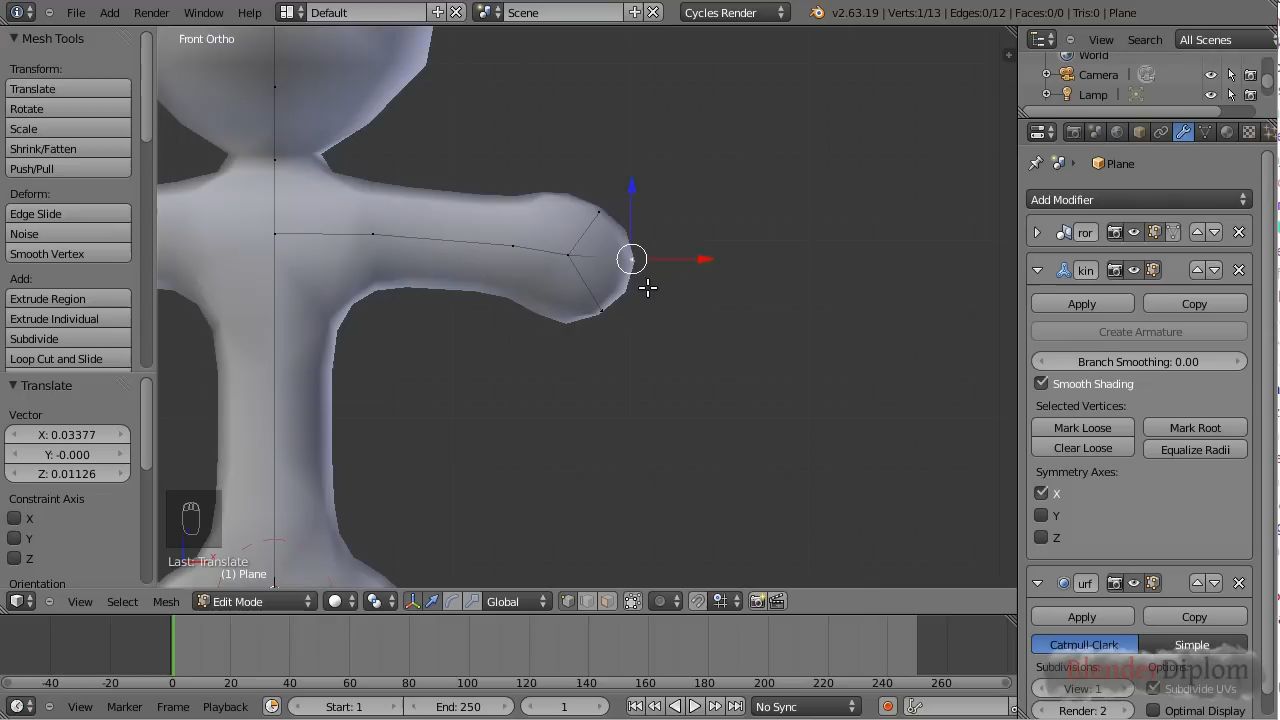 File Add Render Window Help Default Scene Cycles Render v2.63.19 | Verts:1/13 | Edges:0/12 | Faces:0/0 | Tris:0 | Plane
Mesh Tools
Transform:
Translate
Rotate
Scale
Shrink/Fatten
Push/Pull
Deform:
Edge Slide
Noise
Smooth Vertex
Add:
Extrude Region
Extrude Individual
Subdivide
Loop Cut and Slide
Translate
Vector
X: 0.03377
Y: -0.000
Z: 0.01126
Constraint Axis
X
Y
Z
Orientation
Front Ortho
Last: Translate
(1) Plane
View Select Mesh Edit Mode Global
-40 -20 0 20 40 60 80 100 120 140 160 180 200 220 240 260
View Marker Frame Playback Start: 1 End: 250 1 No Sync
View Search All Scenes
World
Camera
Lamp
Plane
Add Modifier
ror
kin
Apply Copy
Create Armature
Branch Smoothing: 0.00
Smooth Shading
Selected Vertices:
Mark Loose Mark Root
Clear Loose Equalize Radii
Symmetry Axes:
X
Y
Z
urf
Apply Copy
Catmull-Clark Simple
Subdivisions: Options:
View: 1 Subdivide UVs
Render: 2 Optimal Display
BlenderDiplom